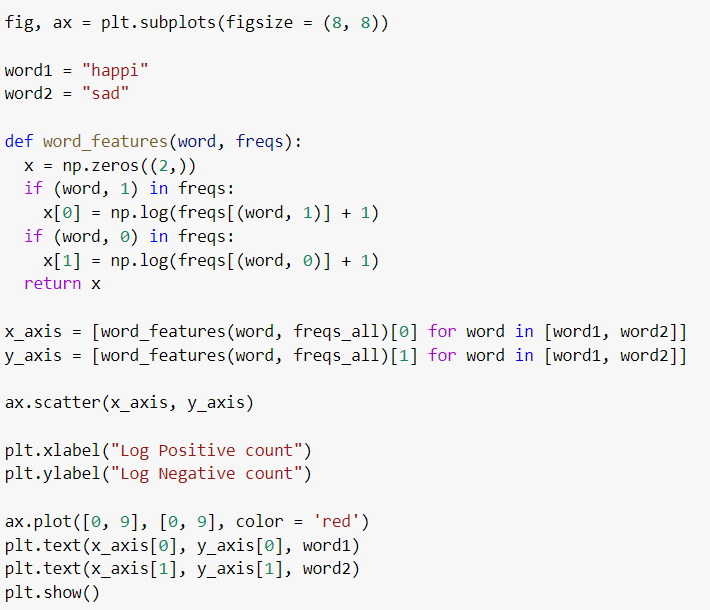 fig, ax = plt.subplots(figsize = (8, 8))

word1 = "happi"
word2 = "sad"

def word_features(word, freqs):
  x = np.zeros((2,))
  if (word, 1) in freqs:
    x[0] = np.log(freqs[(word, 1)] + 1)
  if (word, 0) in freqs:
    x[1] = np.log(freqs[(word, 0)] + 1)
  return x

x_axis = [word_features(word, freqs_all)[0] for word in [word1, word2]]
y_axis = [word_features(word, freqs_all)[1] for word in [word1, word2]]

ax.scatter(x_axis, y_axis)

plt.xlabel("Log Positive count")
plt.ylabel("Log Negative count")

ax.plot([0, 9], [0, 9], color = 'red')
plt.text(x_axis[0], y_axis[0], word1)
plt.text(x_axis[1], y_axis[1], word2)
plt.show()